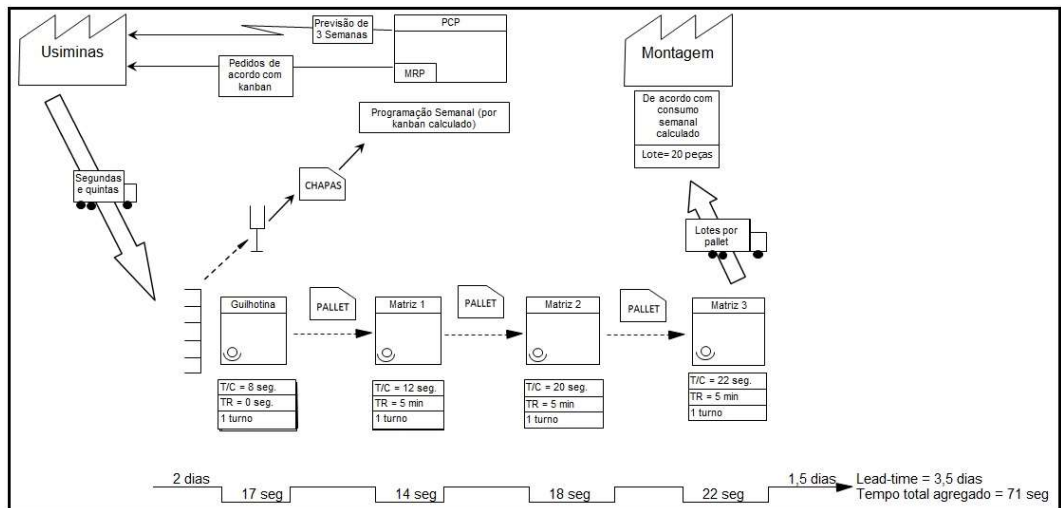 Usiminas
Previsão de
3 Semanas
PCP
MRP
Pedidos de
acordo com
kanban
Programação Semanal (por
kanban calculado)
Montagem
De acordo com
consumo
semanal
calculado
Lote= 20 peças
Segundas
e quintas
CHAPAS
Lotes por
pallet
Guilhotina
PALLET
Matriz 1
PALLET
Matriz 2
PALLET
Matriz 3
T/C = 8 seg.
TR = 0 seg.
1 turno
T/C = 12 seg.
TR = 5 min
1 turno
T/C = 20 seg.
TR = 5 min
1 turno
T/C = 22 seg.
TR = 5 min
1 turno
2 dias
17 seg
14 seg
18 seg
22 seg
1,5 dias
Lead-time = 3,5 dias
Tempo total agregado = 71 seg